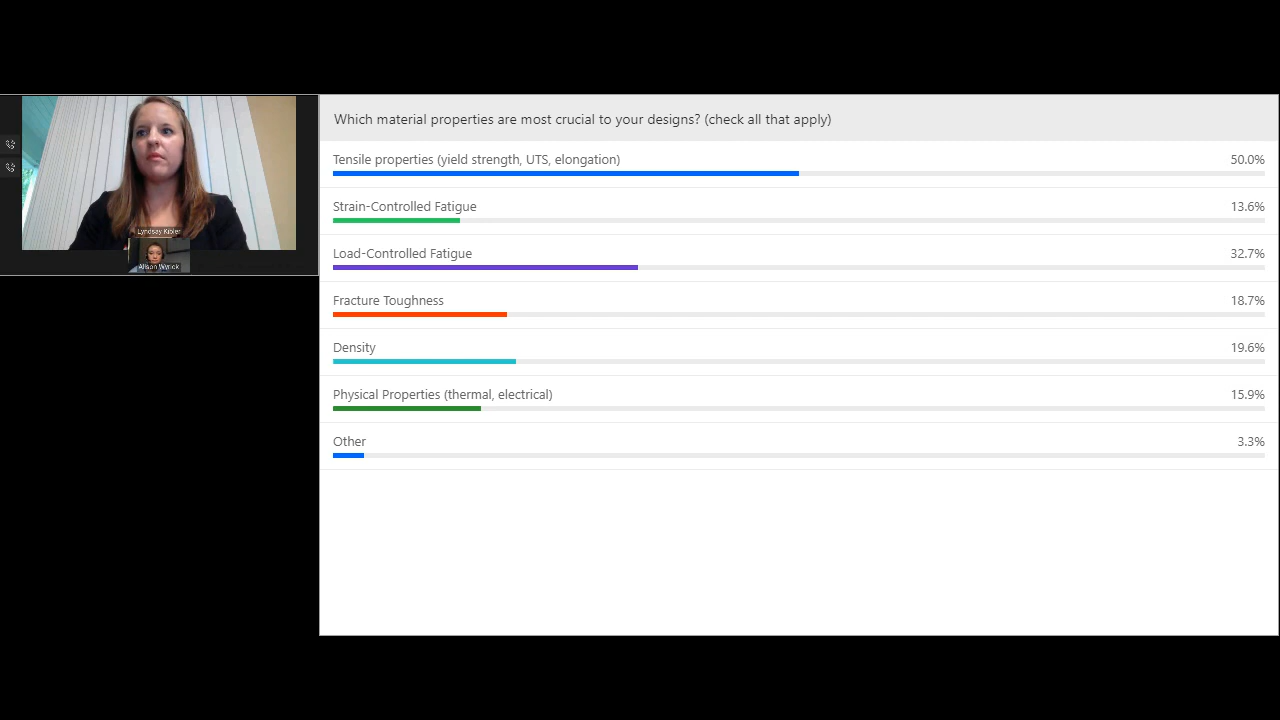 Lyndsay Kibler
Alison Wyrick
Which material properties are most crucial to your designs? (check all that apply)
Tensile properties (yield strength, UTS, elongation) 50.0%
Strain-Controlled Fatigue 13.6%
Load-Controlled Fatigue 32.7%
Fracture Toughness 18.7%
Density 19.6%
Physical Properties (thermal, electrical) 15.9%
Other 3.3%